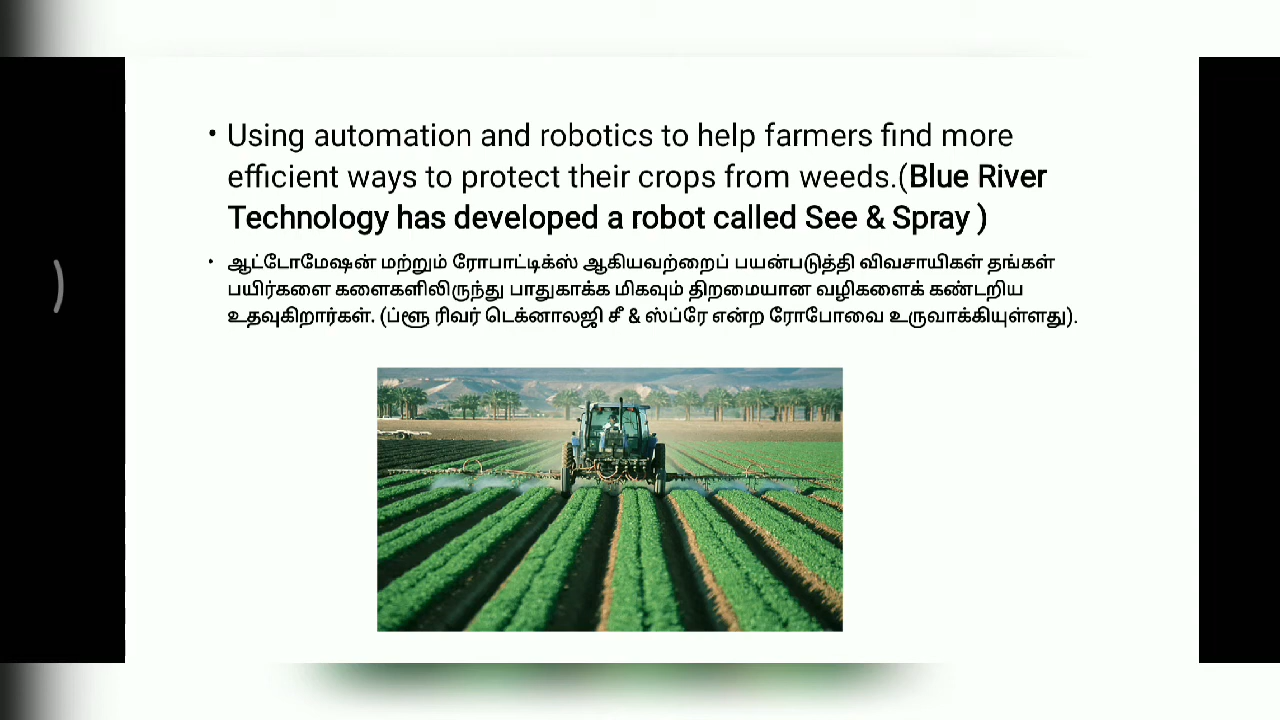 • Using automation and robotics to help farmers find more
efficient ways to protect their crops from weeds.(Blue River
Technology has developed a robot called See & Spray )
• ஆட்டோமேஷன் மற்றும் ரோபாட்டிக்ஸ் ஆகியவற்றைப் பயன்படுத்தி விவசாயிகள் தங்கள்
பயிர்களை களைகளிலிருந்து பாதுகாக்க மிகவும் திறமையான வழிகளைக் கண்டறிய
உதவுகிறார்கள். (ப்ளூ ரிவர் டெக்னாலஜி சீ & ஸ்ப்ரே என்ற ரோபோவை உருவாக்கியுள்ளது).